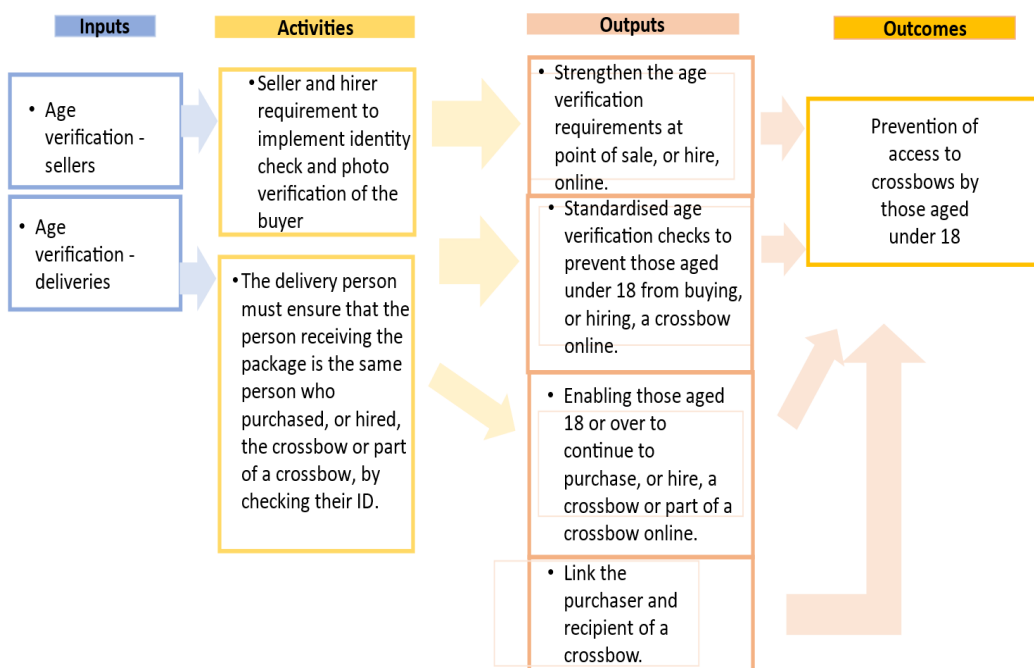 Inputs
Activities
Outputs
Outcomes
• Age
verification -
sellers
• Age
verification -
deliveries
•Seller and hirer
requirement to
implement identity
check and photo
verification of the
buyer
•The delivery person
must ensure that the
person receiving the
package is the same
person who
purchased, or hired,
the crossbow or part
of a crossbow, by
checking their ID.
• Strengthen the age
verification
requirements at
point of sale, or hire,
online.
• Standardised age
verification checks to
prevent those aged
under 18 from buying,
or hiring, a crossbow
online.
• Enabling those aged
18 or over to
continue to
purchase, or hire, a
crossbow or part of a
crossbow online.
• Link the
purchaser and
recipient of a
crossbow.
Prevention of
access to
crossbows by
those aged
under 18